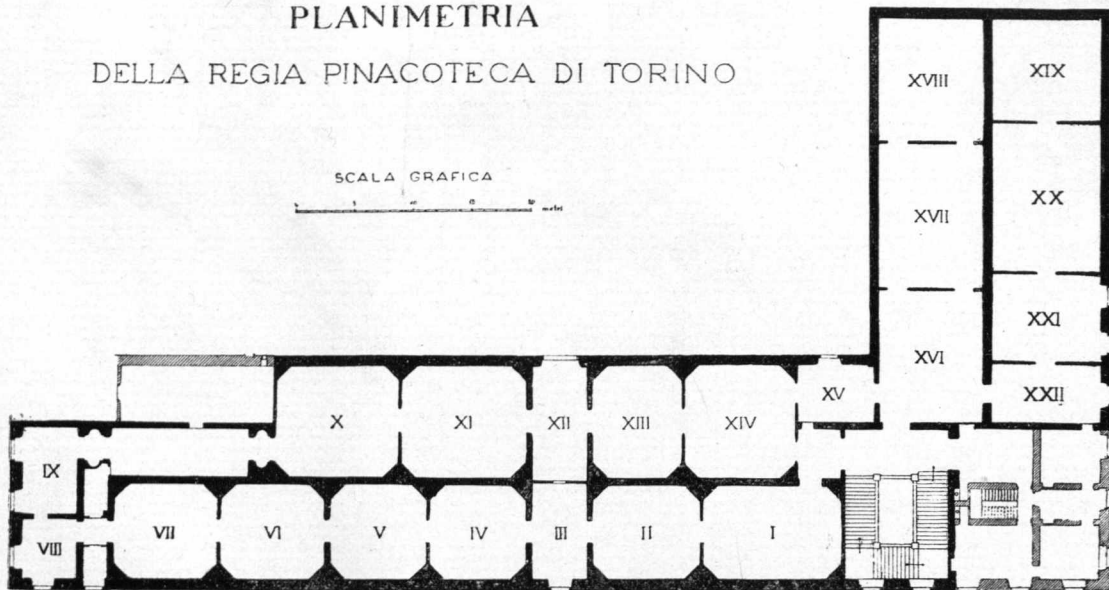 PLANIMETRIA
DELLA REGIA PINACOTECA DI TORINO
SCALA GRAFICA
XVIII
XIX
XVII
XX
XVI
XXI
XV
XXII
X
XI
XII
XIII
XIV
IX
VIII
VII
VI
V
IV
III
II
I